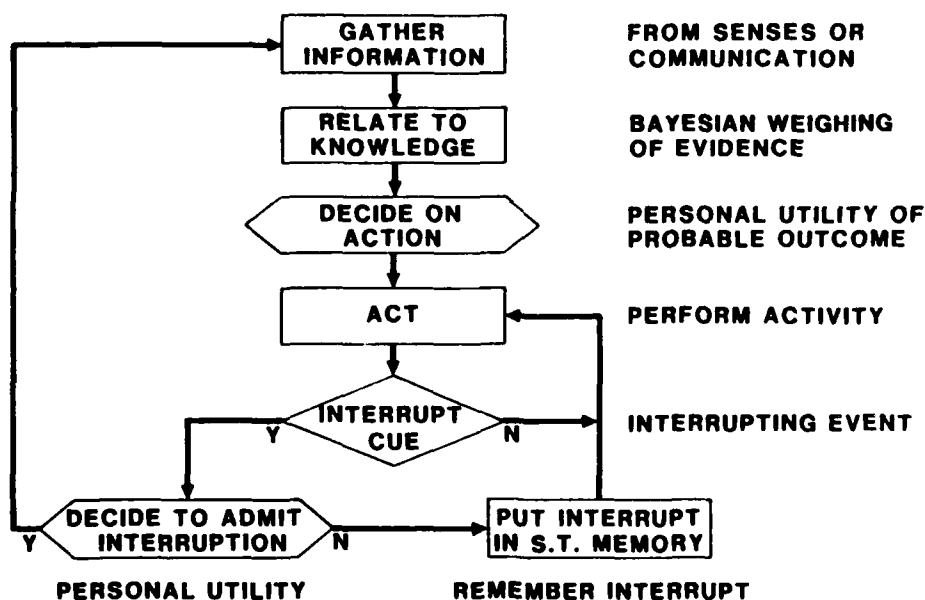 GATHER
INFORMATION
FROM SENSES OR
COMMUNICATION
RELATE TO
KNOWLEDGE
BAYESIAN WEIGHING
OF EVIDENCE
DECIDE ON
ACTION
PERSONAL UTILITY OF
PROBABLE OUTCOME
ACT
PERFORM ACTIVITY
INTERRUPT
CUE
Y
N
INTERRUPTING EVENT
DECIDE TO ADMIT
INTERRUPTION
Y
N
PUT INTERRUPT
IN S.T. MEMORY
PERSONAL UTILITY
REMEMBER INTERRUPT